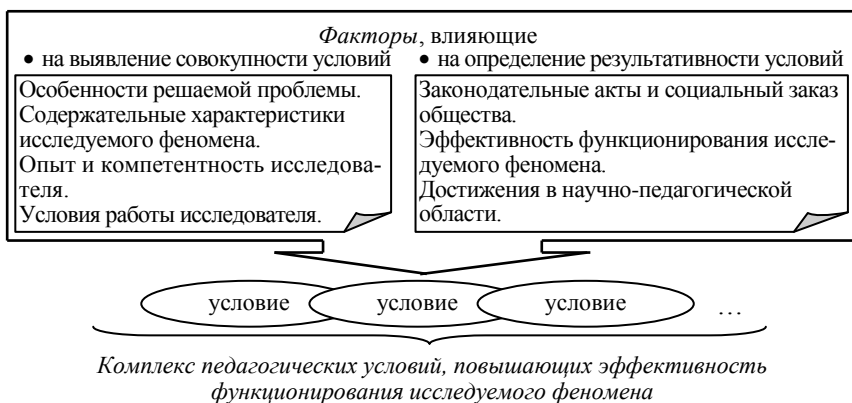 Факторы, влияющие
• на выявление совокупности условий
Особенности решаемой проблемы.
Содержательные характеристики
исследуемого феномена.
Опыт и компетентность исследова-
теля.
Условия работы исследователя.
• на определение результативности условий
Законодательные акты и социальный заказ
общества.
Эффективность функционирования иссле-
дуемого феномена.
Достижения в научно-педагогической
области.
условие условие условие ...
Комплекс педагогических условий, повышающих эффективность
функционирования исследуемого феномена